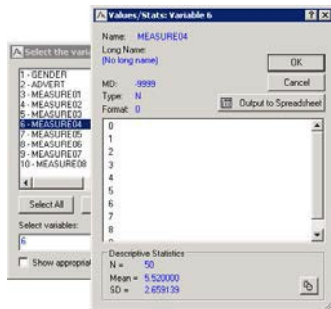 Values/Stats: Variable 6
Name: MEASURE04
Long Name:
(No long name)
OK
Cancel
MD: -9999
Type: N
Format: 0
Output to Spreadsheet
0
1
2
3
4
5
6
7
8
Descriptive Statistics
N = 50
Mean = 5.520000
SD = 2.659139
Select the vari
1 - GENDER
2 - ADVERT
3 - MEASURE01
4 - MEASURE02
5 - MEASURE03
6 - MEASURE04
7 - MEASURE05
8 - MEASURE06
9 - MEASURE07
10 - MEASURE08
Select All
Select variables:
6
Show appropria